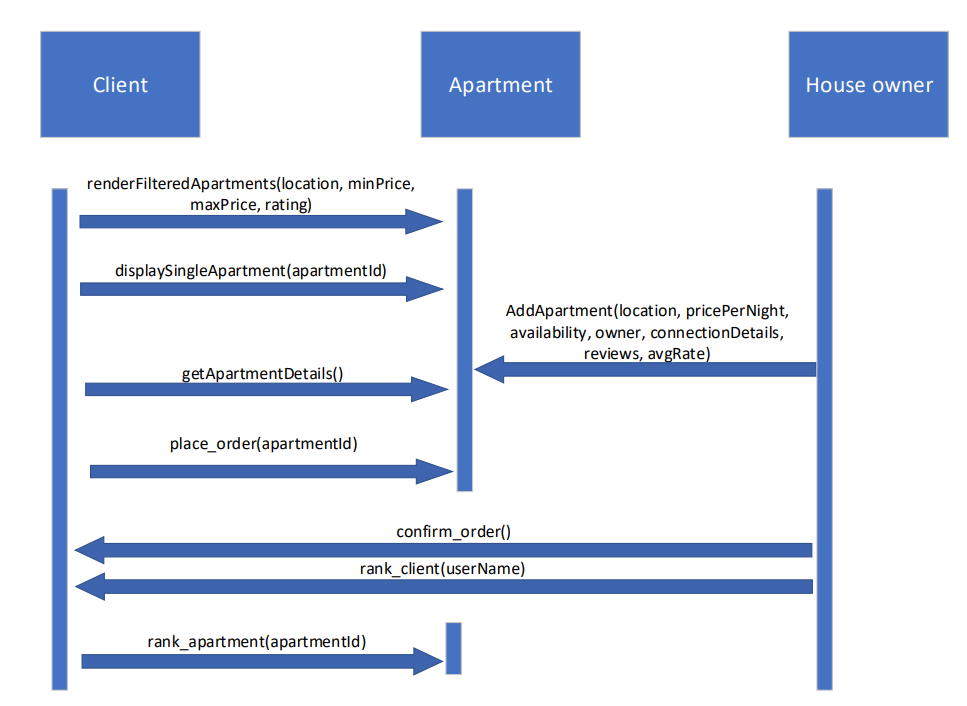 Client
Apartment
House owner
renderFilteredApartments(location, minPrice,
maxPrice, rating)
displaySingleApartment(apartmentId)
AddApartment(location, pricePerNight,
availability, owner, connectionDetails,
reviews, avgRate)
getApartmentDetails()
place_order(apartmentId)
confirm_order()
rank_client(userName)
rank_apartment(apartmentId)